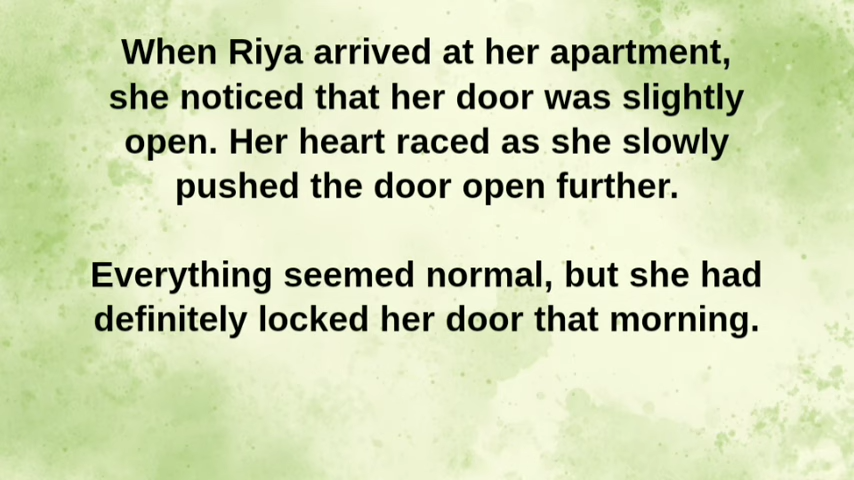 When Riya arrived at her apartment,
she noticed that her door was slightly
open. Her heart raced as she slowly
pushed the door open further.
Everything seemed normal, but she had
definitely locked her door that morning.